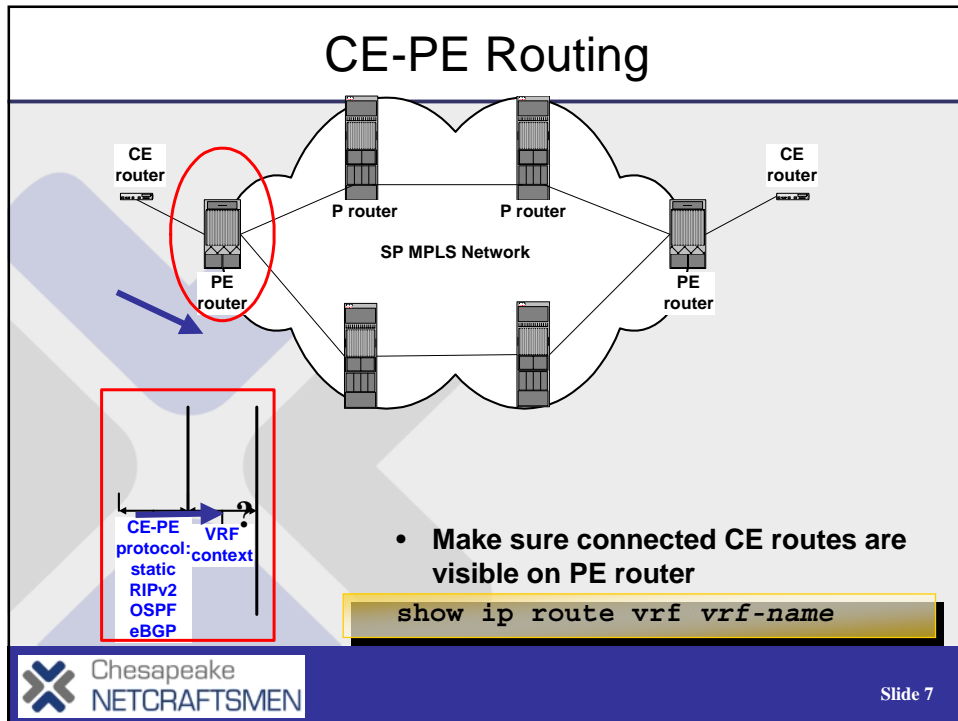 CE-PE Routing
CE
router
CE
router
P router
P router
SP MPLS Network
PE
router
PE
router
?
CE-PE
protocol:
static
RIPv2
OSPF
eBGP
VRF
context
• Make sure connected CE routes are
visible on PE router
show ip route vrf vrf-name
Chesapeake
NETCRAFTSMEN
Slide 7